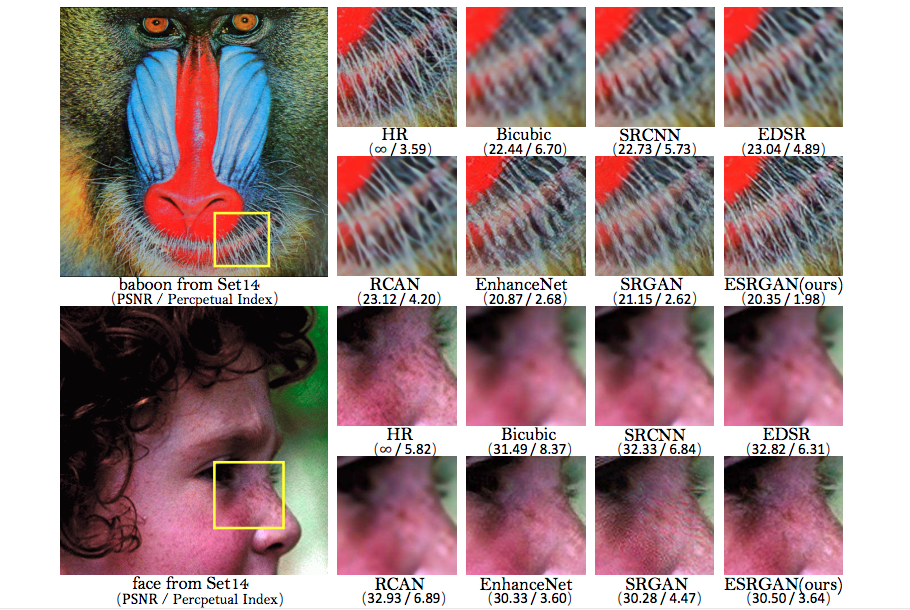 HR
(∞ / 3.59)
Bicubic
(22.44 / 6.70)
SRCNN
(22.73 / 5.73)
EDSR
(23.04 / 4.89)
baboon from Set14
(PSNR / Percpetual Index)
RCAN
(23.12 / 4.20)
EnhanceNet
(20.87 / 2.68)
SRGAN
(21.15 / 2.62)
ESRGAN(ours)
(20.35 / 1.98)
HR
(∞ / 5.82)
Bicubic
(31.49 / 8.37)
SRCNN
(32.33 / 6.84)
EDSR
(32.82 / 6.31)
face from Set14
(PSNR / Percpetual Index)
RCAN
(32.93 / 6.89)
EnhanceNet
(30.33 / 3.60)
SRGAN
(30.28 / 4.47)
ESRGAN(ours)
(30.50 / 3.64)